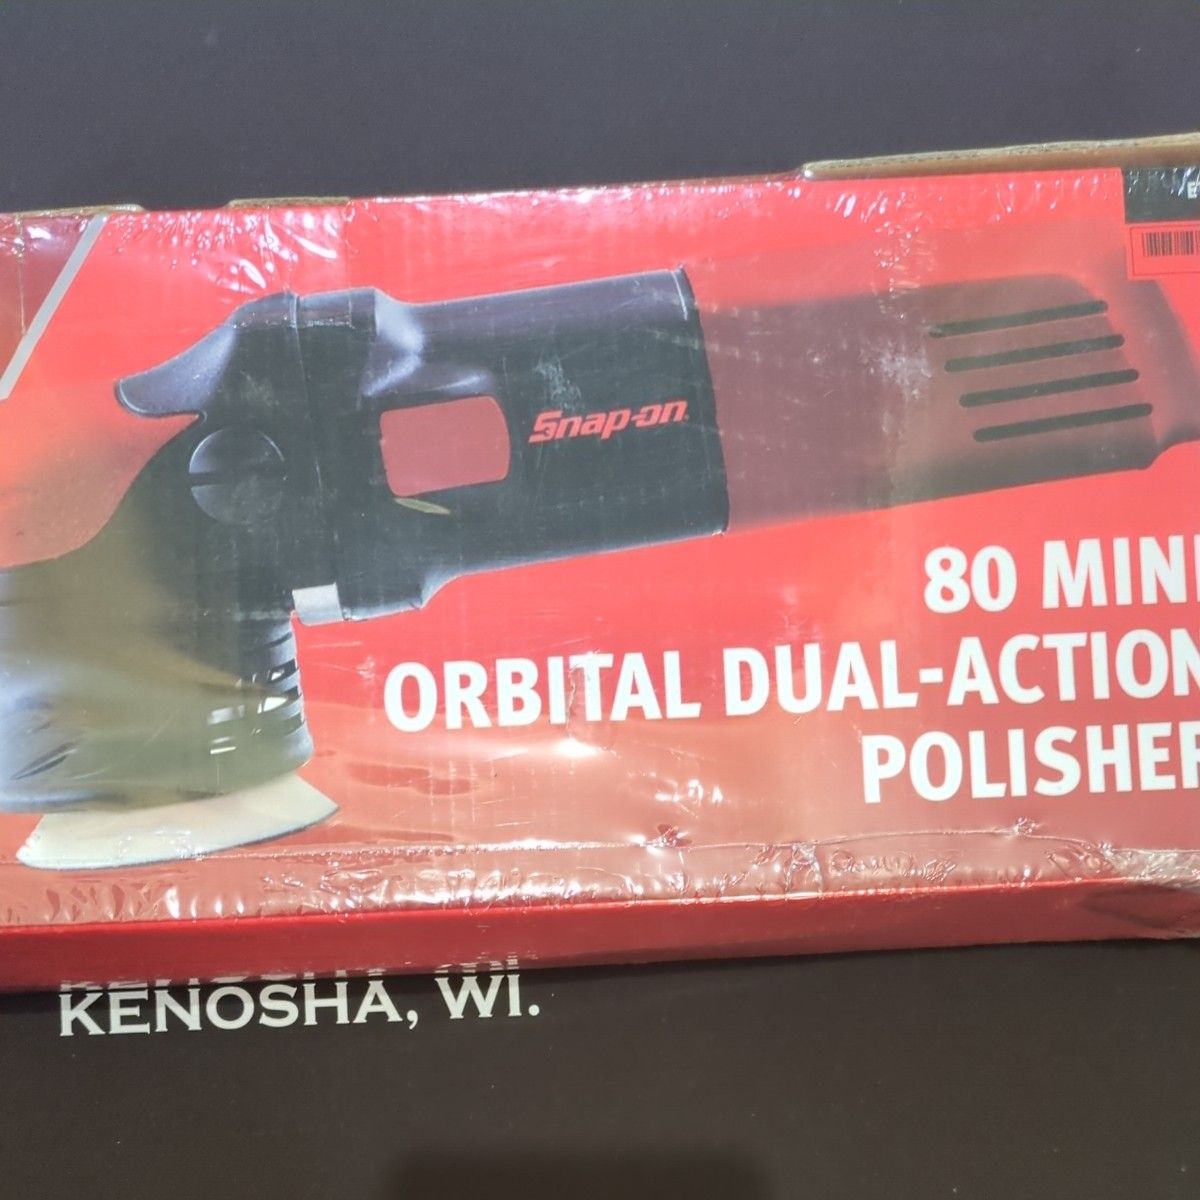 E
Snap-on
80 MINI
ORBITAL DUAL-ACTION
POLISHER
KENOSHA, WI.